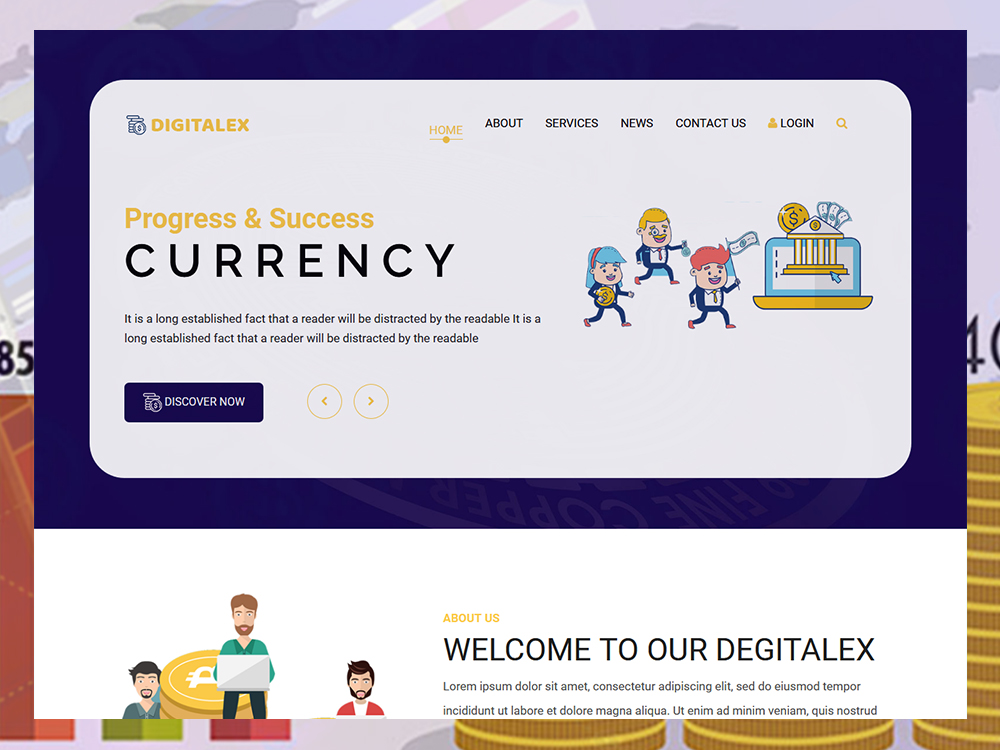 DIGITALEX
HOME
ABOUT
SERVICES
NEWS
CONTACT US
LOGIN
Progress & Success
CURRENCY
It is a long established fact that a reader will be distracted by the readable It is a
long established fact that a reader will be distracted by the readable
DISCOVER NOW
FINE COPPER
85
ABOUT US
WELCOME TO OUR DEGITALEX
Lorem ipsum dolor sit amet, consectetur adipiscing elit, sed do eiusmod tempor
incididunt ut labore et dolore magna aliqua. Ut enim ad minim veniam, quis nostrud